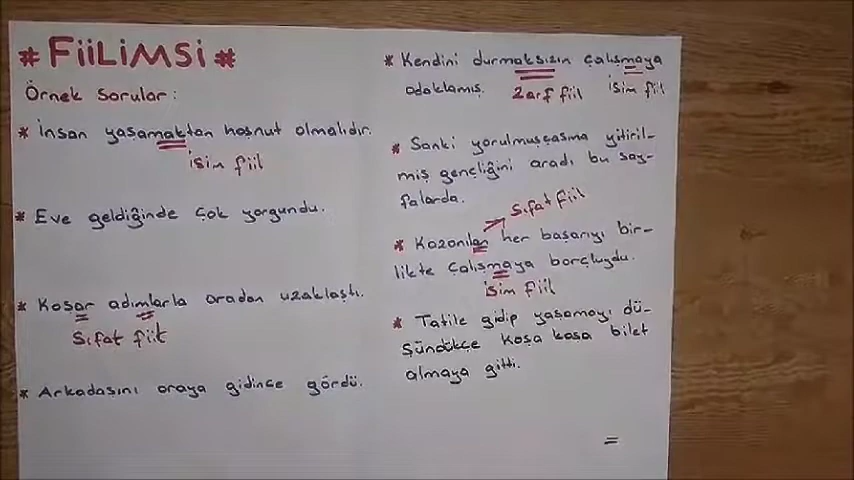 * FiiLiMSi *
Örnek Sorular:
* İnsan yaşamaktan hoşnut olmalıdır.
isim fiil
* Eve geldiğinde çok yorgundu.
* Koşar adımlarla oradan uzaklaştı.
Sıfat fiil
* Arkadaşını oraya gidince gördü.
* Kendini durmaksızın çalışmaya
odaklamış.
Zarf fiil isim fiil
* Sanki yorulmuşçasına yitiril-
miş gençliğini aradı bu say-
falarda.
Sıfat fiil
* Kazanılan her başarıyı bir-
likte çalışmaya borçluydu.
isim fiil
* Tatile gidip yaşamayı dü-
şündükçe koşa koşa bilet
almaya gitti.
=